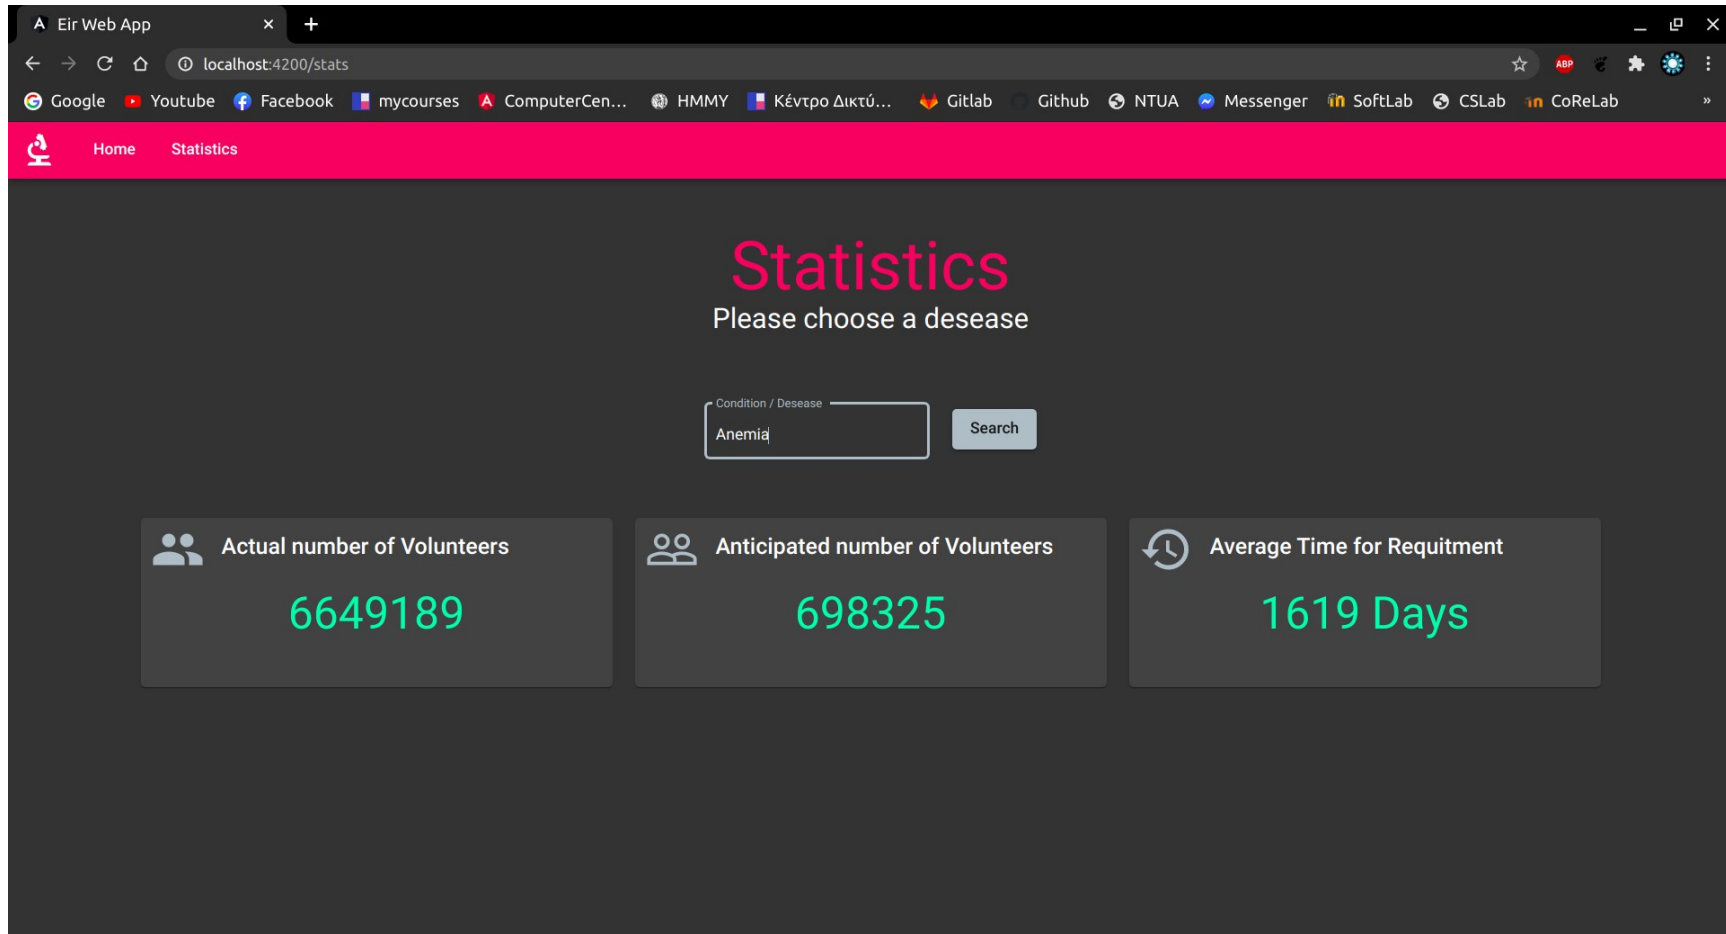 Eir Web App
localhost:4200/stats
Google Youtube Facebook mycourses ComputerCen... HMMY Κέντρο Δικτύ... Gitlab Github NTUA Messenger SoftLab CSLab CoReLab »
Home Statistics
Statistics
Please choose a desease
Condition / Desease
Anemia
Search
Actual number of Volunteers
6649189
Anticipated number of Volunteers
698325
Average Time for Requitment
1619 Days
ABP